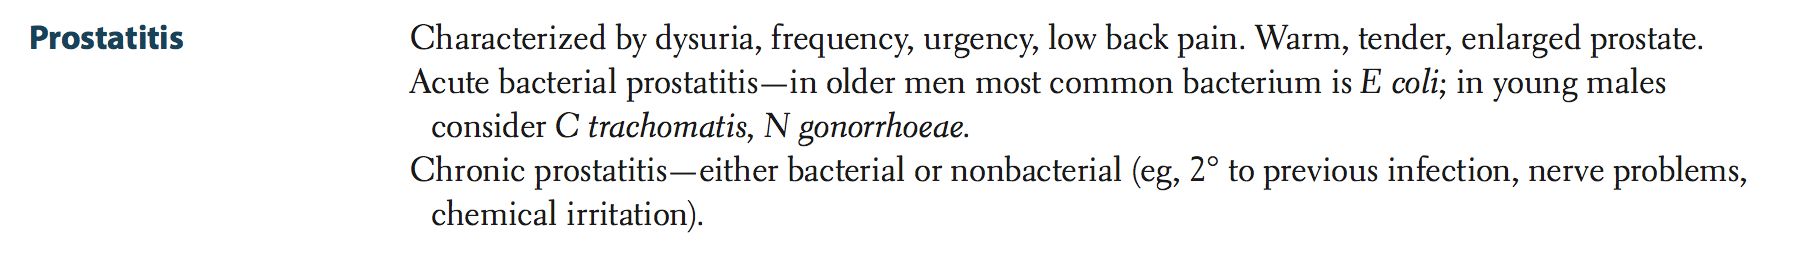 Prostatitis
Characterized by dysuria, frequency, urgency, low back pain. Warm, tender, enlarged prostate.
Acute bacterial prostatitis—in older men most common bacterium is E coli; in young males
consider C trachomatis, N gonorrhoeae.
Chronic prostatitis—either bacterial or nonbacterial (eg, 2° to previous infection, nerve problems,
chemical irritation).